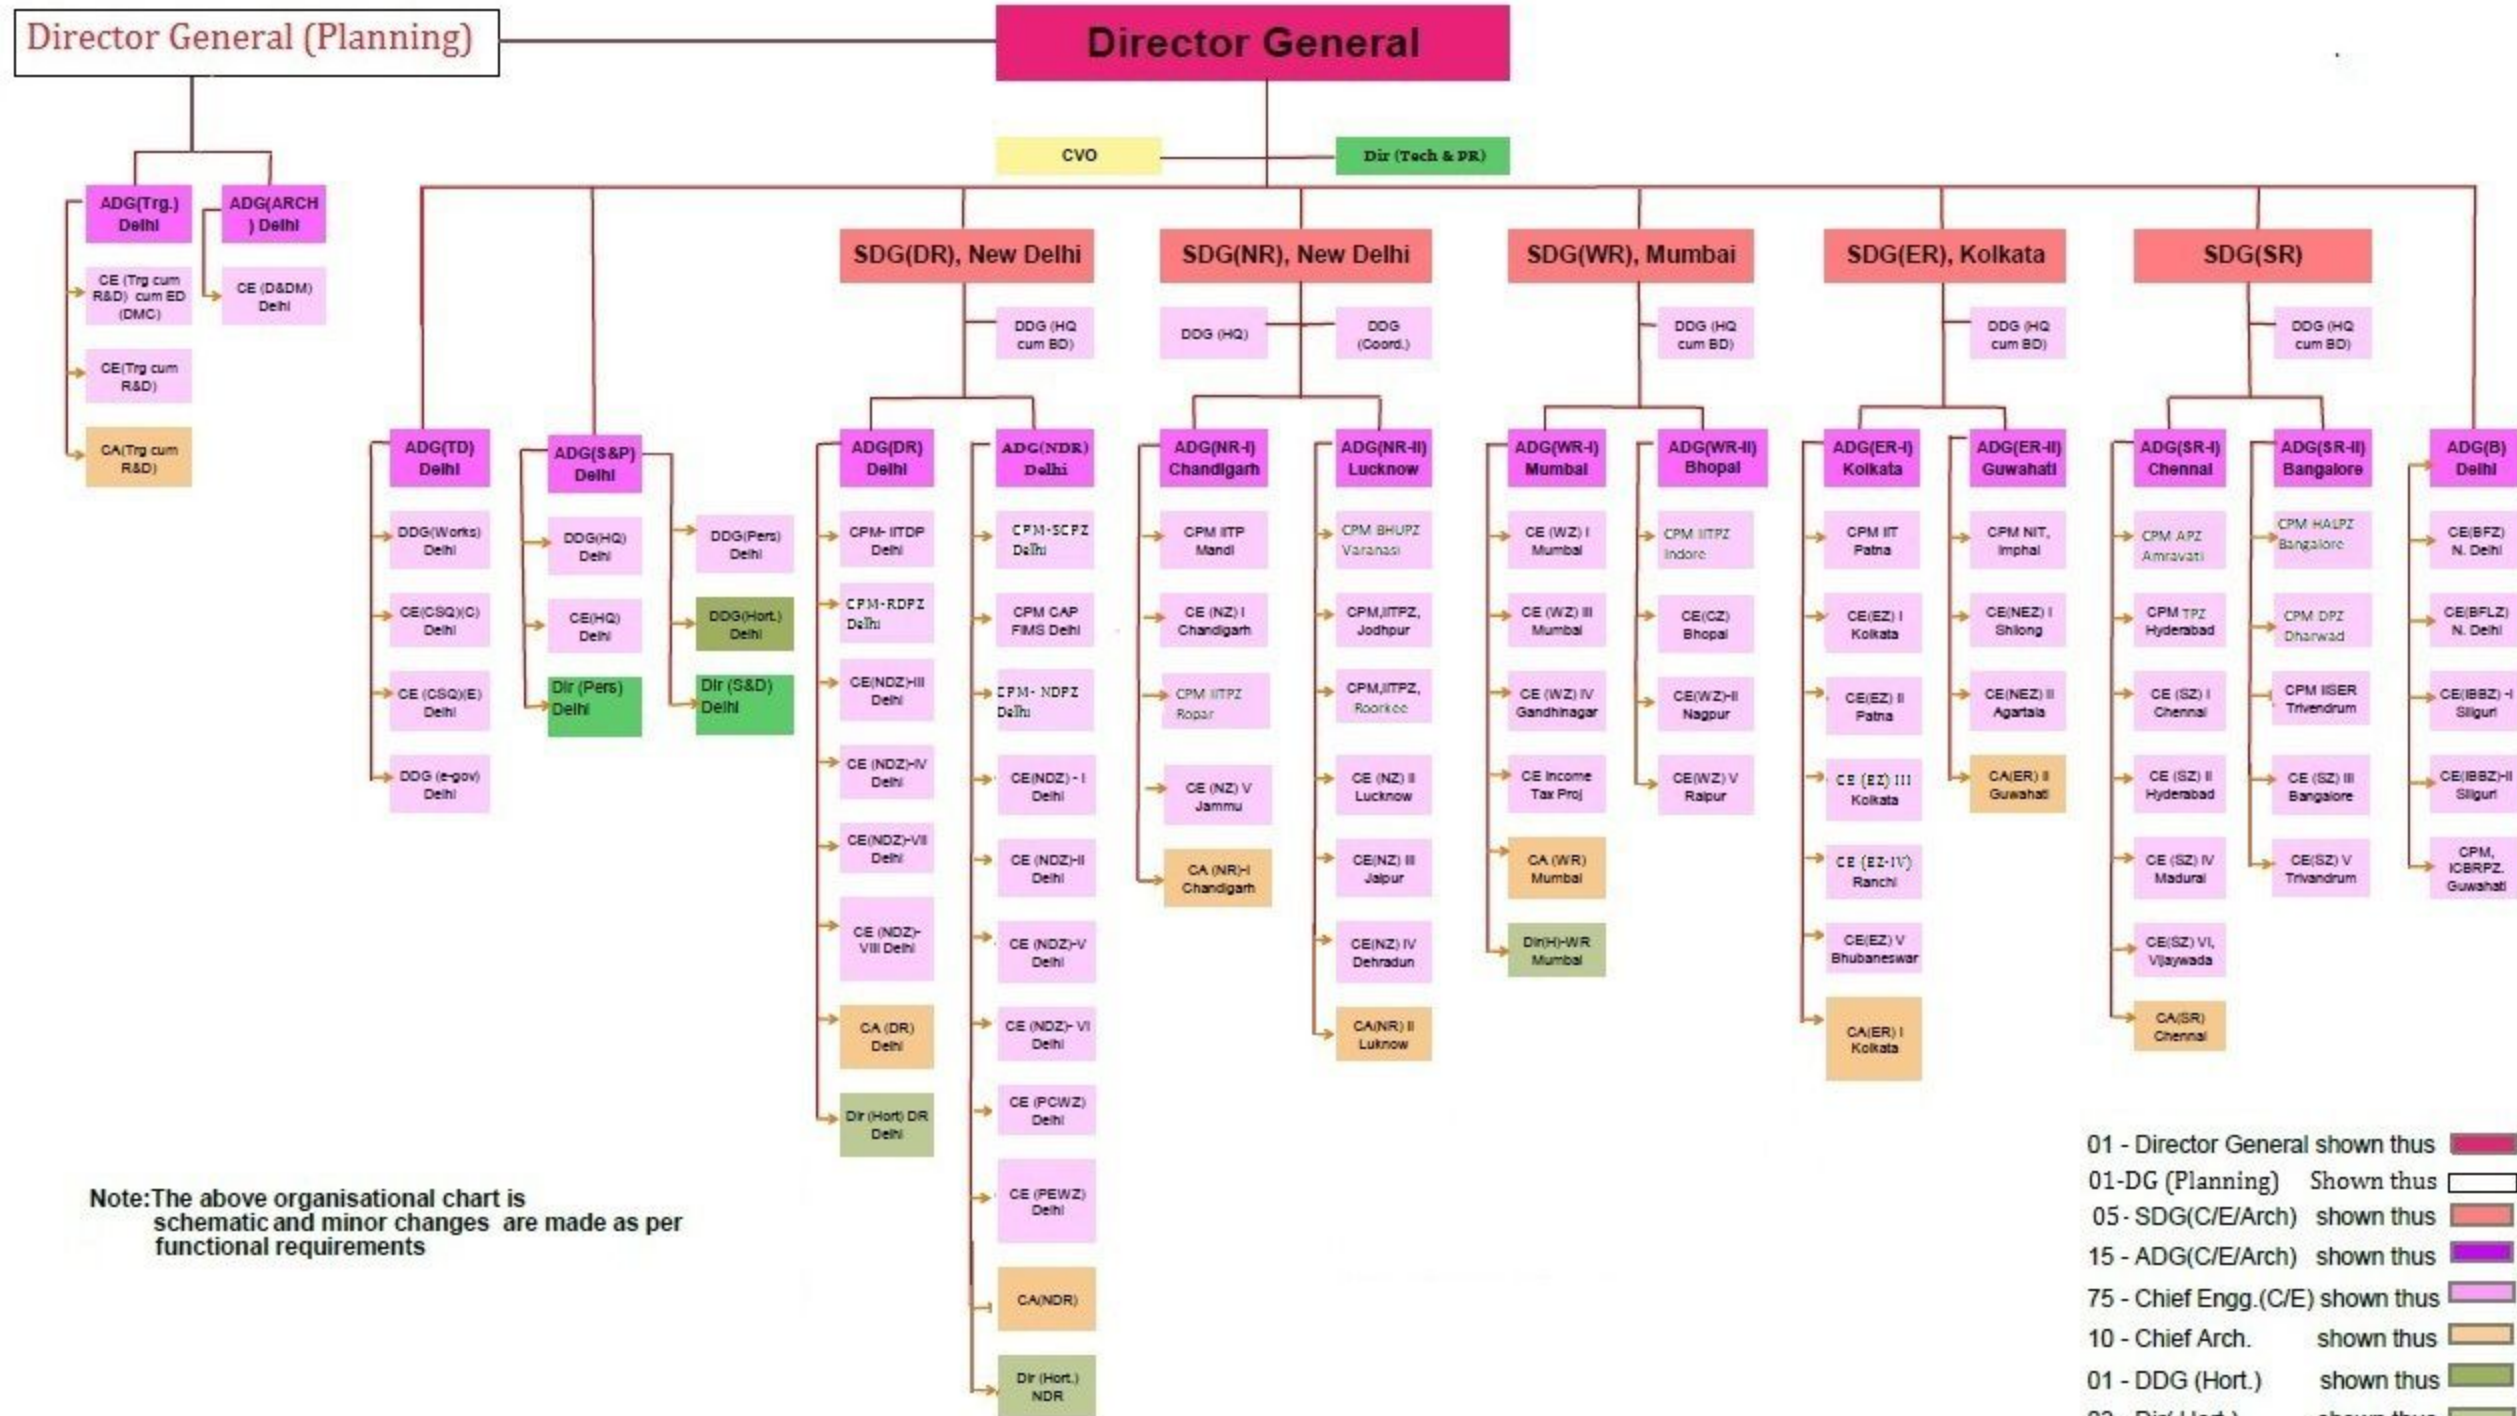 Director General (Planning)
Director General
CVO
Dir (Tech & PR)
ADG(Trg.)
Delhi
ADG(ARCH
) Delhi
CE (Trg cum
R&D) cum ED
(DMC)
CE (D&DM)
Delhi
CE(Trg cum
R&D)
CA(Trg cum
R&D)
ADG(TD)
Delhi
DDG(Works)
Delhi
CE(CSQ)(C)
Delhi
CE (CSQ)(E)
Delhi
DDG (e-gov)
Delhi
ADG(S&P)
Delhi
DDG(HQ)
Delhi
CE(HQ)
Delhi
Dir (Pers)
Delhi
DDG(Pers)
Delhi
DDG(Hort.)
Delhi
Dir (S&D)
Delhi
SDG(DR), New Delhi
DDG (HQ
cum BD)
ADG(DR)
Delhi
CPM- IITDP
Delhi
CPM-RDPZ
Delhi
CE(NDZ)-III
Delhi
CE (NDZ)-IV
Delhi
CE(NDZ)-VII
Delhi
CE (NDZ)-
VIII Delhi
CA (DR)
Delhi
Dir (Hort) DR
Delhi
ADG(NDR)
Delhi
CPM-SCPZ
Delhi
CPM CAP
FIMS Delhi
CPM- NDPZ
Delhi
CE(NDZ) - I
Delhi
CE (NDZ)-II
Delhi
CE (NDZ)-V
Delhi
CE (NDZ)- VI
Delhi
CE (PCWZ)
Delhi
CE (PEWZ)
Delhi
CA(NDR)
Dir (Hort.)
NDR
SDG(NR), New Delhi
DDG (HQ)
DDG
(Coord.)
ADG(NR-I)
Chandigarh
CPM IITP
Mandi
CE (NZ) I
Chandigarh
CPM IITPZ
Ropar
CE (NZ) V
Jammu
CA (NR)-I
Chandigarh
ADG(NR-II)
Lucknow
CPM BHUPZ
Varanasi
CPM,IITPZ,
Jodhpur
CPM,IITPZ,
Roorkee
CE (NZ) II
Lucknow
CE(NZ) III
Jaipur
CE(NZ) IV
Dehradun
CA(NR) II
Luknow
SDG(WR), Mumbai
DDG (HQ
cum BD)
ADG(WR-I)
Mumbai
CE (WZ) I
Mumbai
CE (WZ) III
Mumbai
CE (WZ) IV
Gandhinagar
CE Income
Tax Proj
CA (WR)
Mumbai
Dir(H)-WR
Mumbai
ADG(WR-II)
Bhopal
CPM IITPZ
Indore
CE(CZ)
Bhopal
CE(WZ)-II
Nagpur
CE(WZ) V
Raipur
SDG(ER), Kolkata
DDG (HQ
cum BD)
ADG(ER-I)
Kolkata
CPM IIT
Patna
CE(EZ) I
Kolkata
CE(EZ) II
Patna
CE (EZ) III
Kolkata
CE (EZ-IV)
Ranchi
CE(EZ) V
Bhubaneswar
CA(ER) I
Kolkata
ADG(ER-II)
Guwahati
CPM NIT,
Imphal
CE(NEZ) I
Shilong
CE(NEZ) II
Agartala
CA(ER) II
Guwahati
SDG(SR)
DDG (HQ
cum BD)
ADG(SR-I)
Chennai
CPM APZ
Amravati
CPM TPZ
Hyderabad
CE (SZ) I
Chennai
CE (SZ) II
Hyderabad
CE (SZ) IV
Madurai
CE(SZ) VI,
Vijaywada
CA(SR)
Chennai
ADG(SR-II)
Bangalore
CPM HALPZ
Bangalore
CPM DPZ
Dharwad
CPM IISER
Trivendrum
CE (SZ) III
Bangalore
CE(SZ) V
Trivandrum
ADG(B)
Delhi
CE(BFZ)
N. Delhi
CE(BFLZ)
N. Delhi
CE(IBBZ) -I
Siliguri
CE(IBBZ)-II
Siliguri
CPM,
ICBRPZ.
Guwahati
Note:The above organisational chart is
schematic and minor changes are made as per
functional requirements
01 - Director General shown thus
01-DG (Planning) Shown thus
05- SDG(C/E/Arch) shown thus
15 - ADG(C/E/Arch) shown thus
75 - Chief Engg.(C/E) shown thus
10 - Chief Arch. shown thus
01 - DDG (Hort.) shown thus